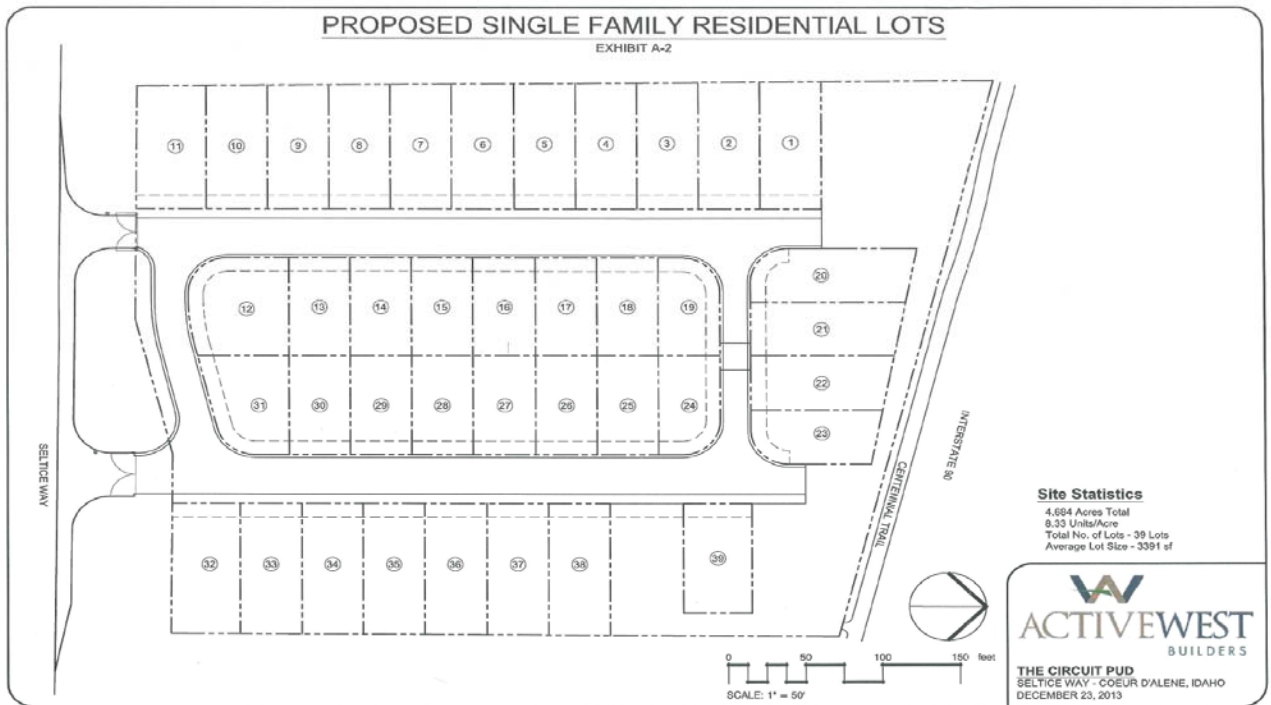 PROPOSED SINGLE FAMILY RESIDENTIAL LOTS
EXHIBIT A-2
11
10
9
8
7
6
5
4
3
2
1
12
13
14
15
16
17
18
19
20
21
31
30
29
28
27
26
25
24
22
23
SELTICE WAY
CENTENNIAL TRAIL
INTERSTATE 90
32
33
34
35
36
37
38
39
Site Statistics
4.684 Acres Total
8.33 Units/Acre
Total No. of Lots - 39 Lots
Average Lot Size - 3391 sf
0 50 100 150 feet
SCALE: 1" = 50'
ACTIVEWEST
BUILDERS
THE CIRCUIT PUD
SELTICE WAY - COEUR D'ALENE, IDAHO
DECEMBER 23, 2013